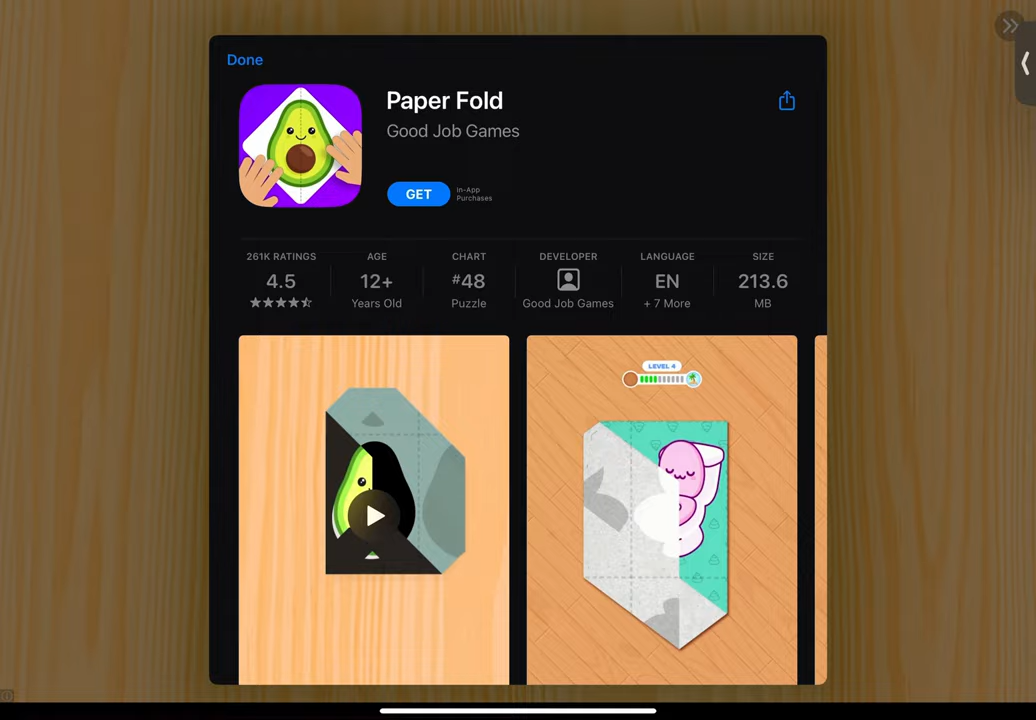 Done
Paper Fold
Good Job Games
GET
In-App
Purchases
261K RATINGS
4.5
AGE
12+
Years Old
CHART
#48
Puzzle
DEVELOPER
Good Job Games
LANGUAGE
EN
+ 7 More
SIZE
213.6
MB
LEVEL 4